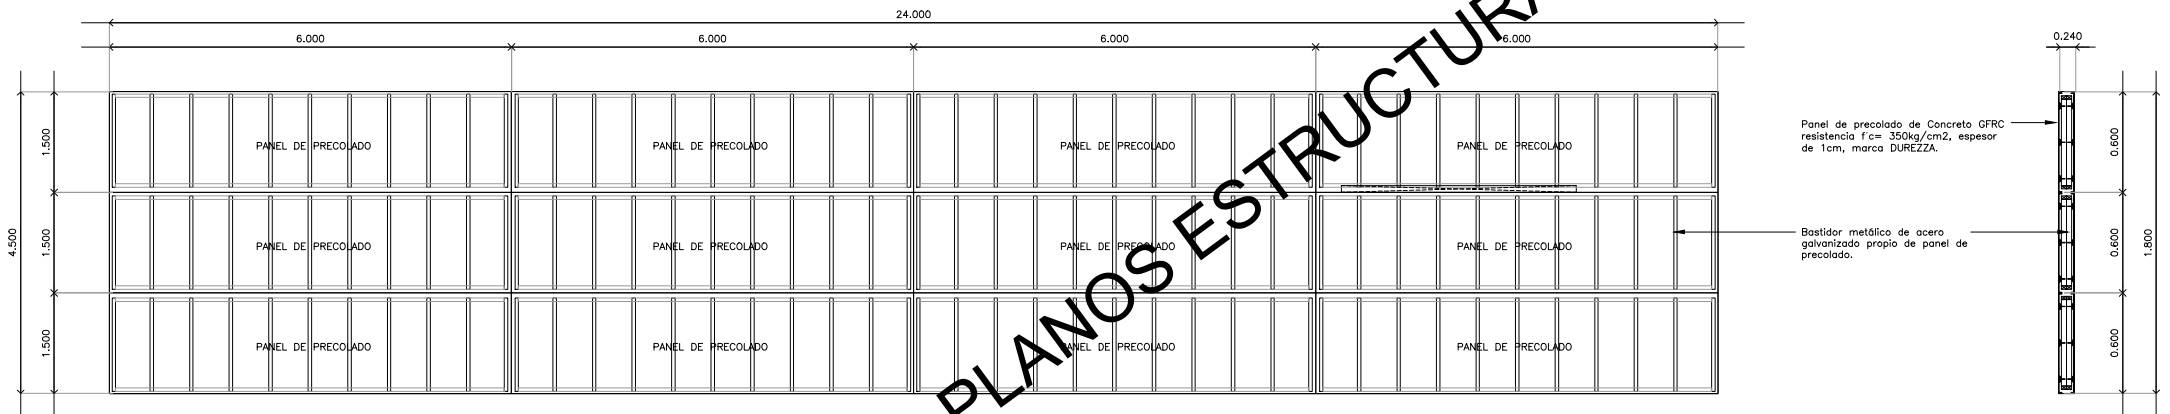 24.000
6.000 6.000 6.000 6.000
0.240
4.500
1.500
1.500
1.500
PANEL DE PRECOLADO PANEL DE PRECOLADO PANEL DE PRECOLADO PANEL DE PRECOLADO
PANEL DE PRECOLADO PANEL DE PRECOLADO PANEL DE PRECOLADO PANEL DE PRECOLADO
PANEL DE PRECOLADO PANEL DE PRECOLADO PANEL DE PRECOLADO PANEL DE PRECOLADO
PLANOS ESTRUCTURA
Panel de precolado de Concreto GFRC
resistencia f'c= 350kg/cm2, espesor
de 1cm, marca DUREZZA.
Bastidor metálico de acero
galvanizado propio de panel de
precolado.
0.600
0.600
0.600
1.800